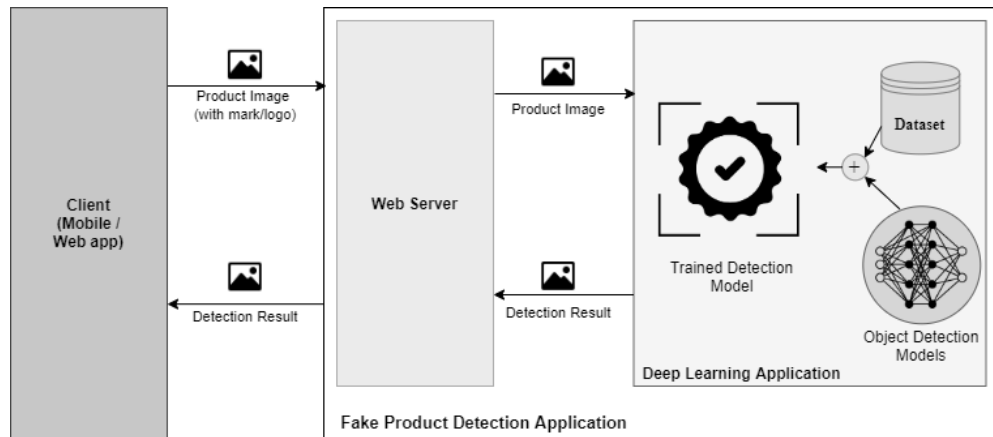 Client
(Mobile /
Web app)
Product Image
(with mark/logo)
Detection Result
Web Server
Product Image
Detection Result
Trained Detection
Model
Dataset
+
Object Detection
Models
Deep Learning Application
Fake Product Detection Application